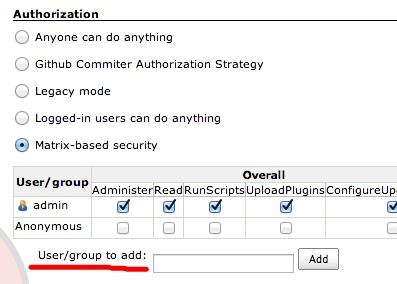 Authorization
Anyone can do anything
Github Commiter Authorization Strategy
Legacy mode
Logged-in users can do anything
Matrix-based security
User/group Overall
Administer Read RunScripts UploadPlugins ConfigureUp
admin
Anonymous
User/group to add: Add